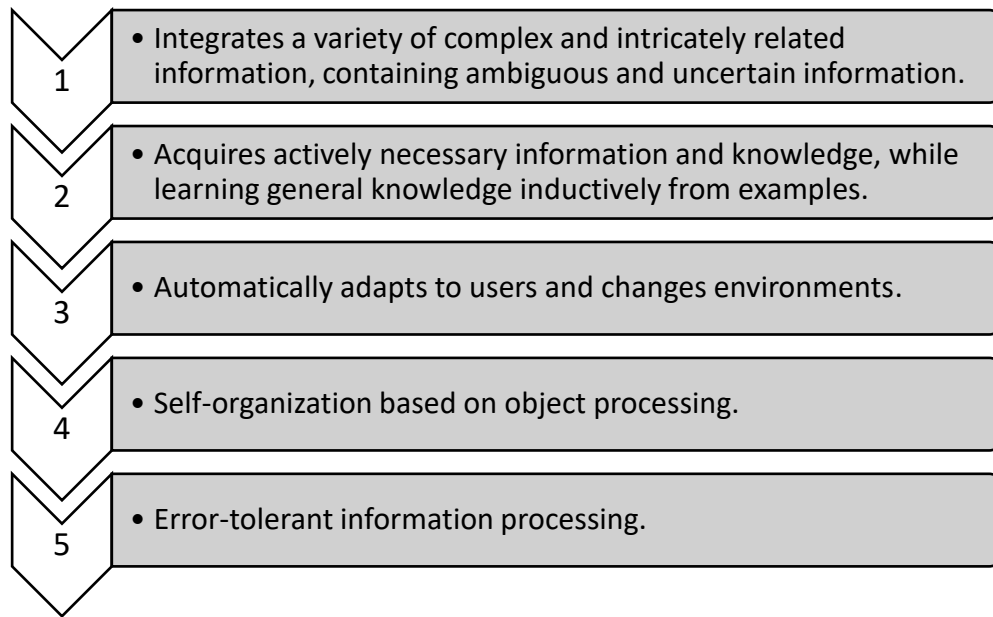 1
• Integrates a variety of complex and intricately related
information, containing ambiguous and uncertain information.
2
• Acquires actively necessary information and knowledge, while
learning general knowledge inductively from examples.
3
• Automatically adapts to users and changes environments.
4
• Self-organization based on object processing.
5
• Error-tolerant information processing.